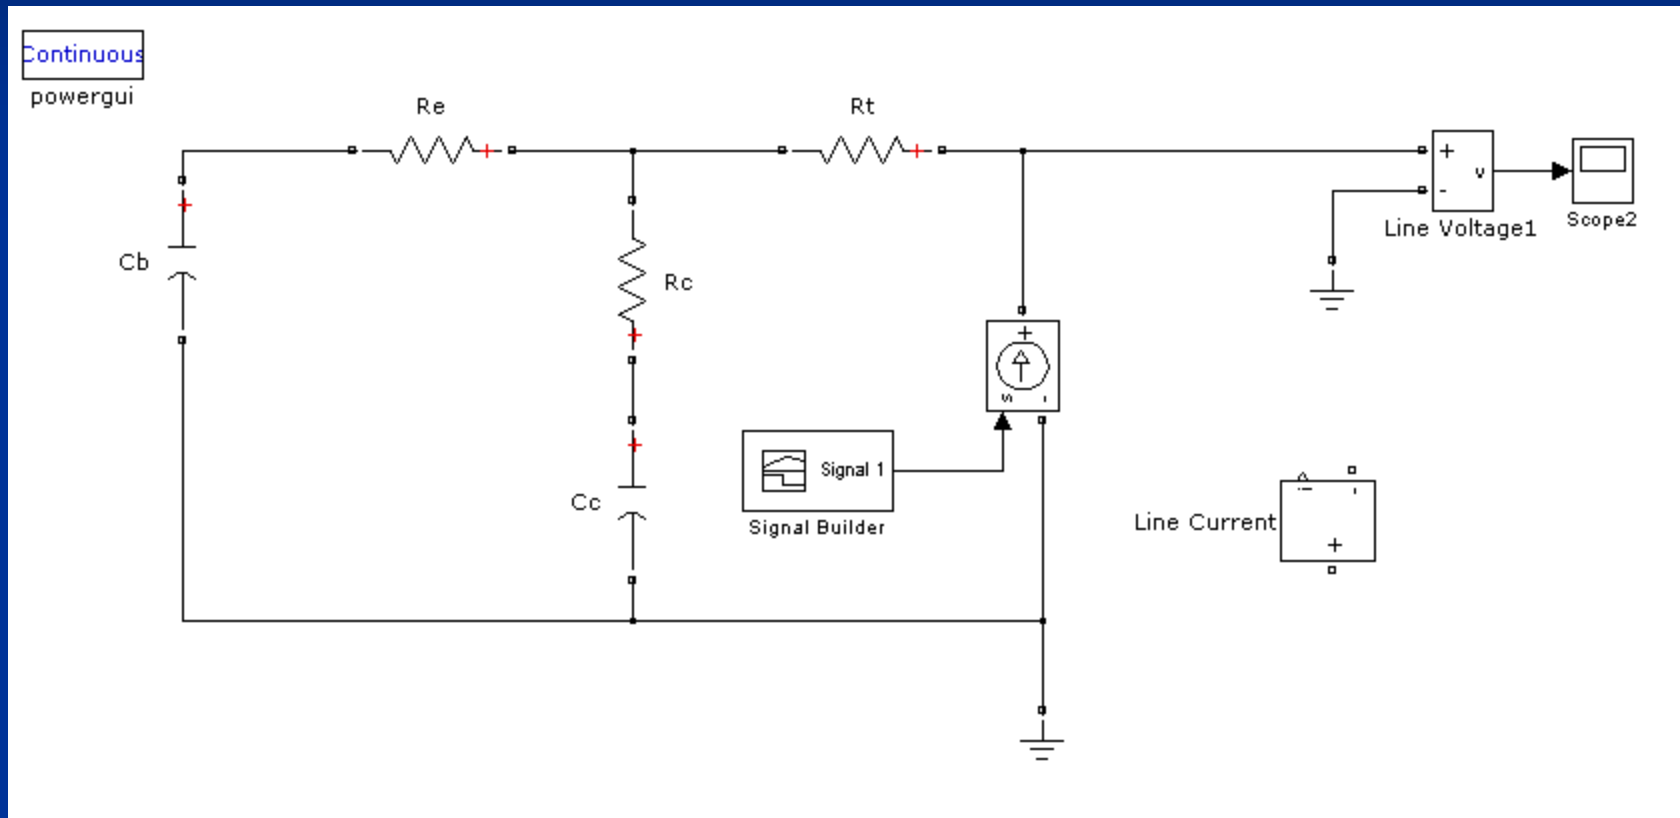 Continuous
powergui
Re
Rt
+
-
v
Line Voltage1
Scope2
Cb
Rc
+
s
-
Signal 1
Signal Builder
Cc
Line Current
i
-
+